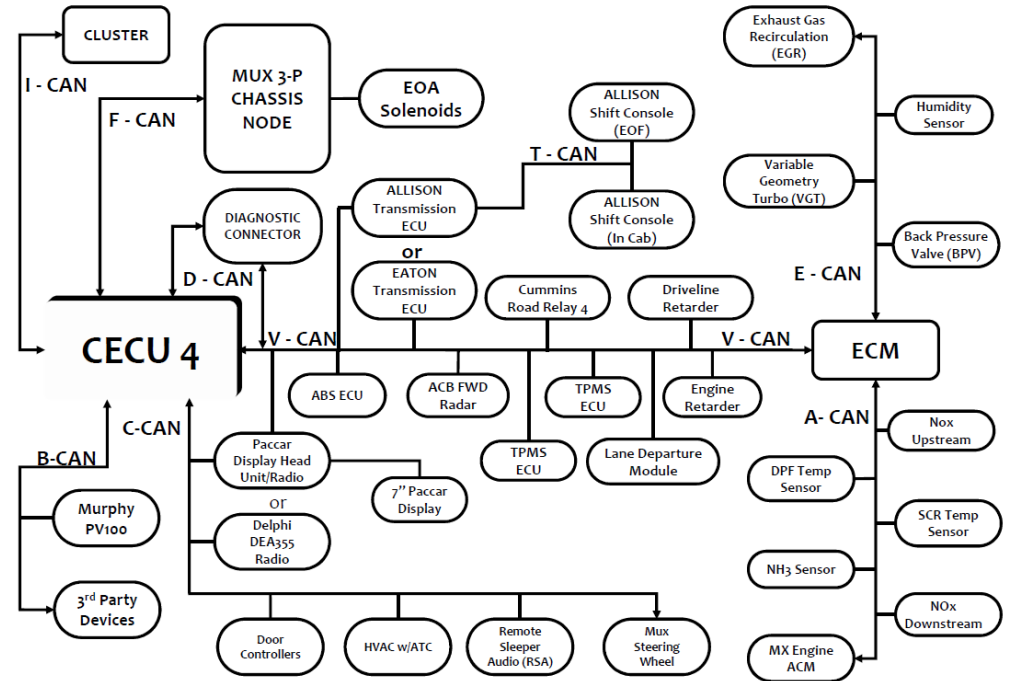 CLUSTER
I - CAN
F - CAN
MUX 3-P
CHASSIS
NODE
EOA
Solenoids
DIAGNOSTIC
CONNECTOR
D - CAN
CECU 4
V - CAN
ALLISON
Transmission
ECU
or
EATON
Transmission
ECU
T - CAN
ALLISON
Shift Console
(EOF)
ALLISON
Shift Console
(In Cab)
Cummins
Road Relay 4
Driveline
Retarder
V - CAN
ABS ECU
ACB FWD
Radar
TPMS
ECU
Engine
Retarder
TPMS
ECU
Lane Departure
Module
C-CAN
Paccar
Display Head
Unit/Radio
or
Delphi
DEA355
Radio
7” Paccar
Display
B-CAN
Murphy
PV100
3rd Party
Devices
Door
Controllers
HVAC w/ATC
Remote
Sleeper
Audio (RSA)
Mux
Steering
Wheel
Exhaust Gas
Recirculation
(EGR)
Humidity
Sensor
Variable
Geometry
Turbo (VGT)
Back Pressure
Valve (BPV)
E - CAN
ECM
A- CAN
Nox
Upstream
DPF Temp
Sensor
SCR Temp
Sensor
NH3 Sensor
NOx
Downstream
MX Engine
ACM